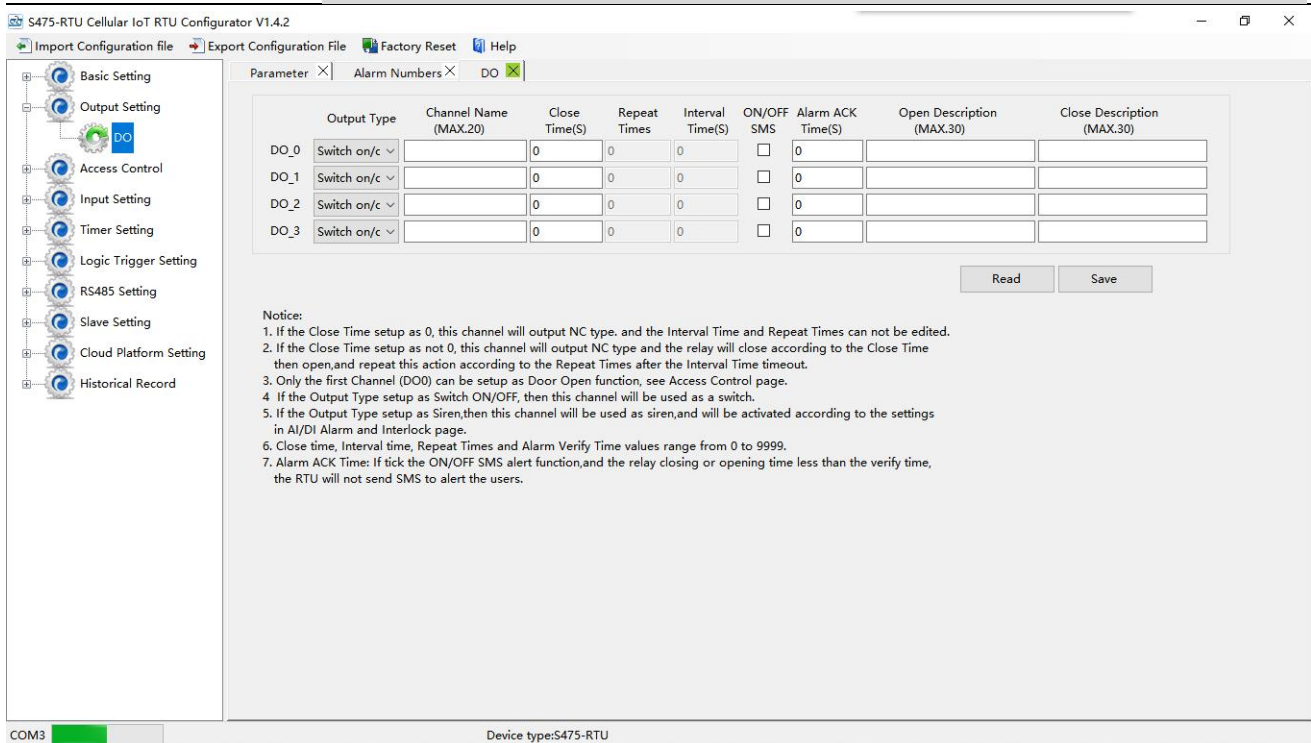 S475-RTU Cellular IoT RTU Configurator V1.4.2
Import Configuration file Export Configuration File Factory Reset Help
Basic Setting
Output Setting
DO
Access Control
Input Setting
Timer Setting
Logic Trigger Setting
RS485 Setting
Slave Setting
Cloud Platform Setting
Historical Record
Parameter Alarm Numbers DO
Output Type Channel Name (MAX.20) Close Time(S) Repeat Times Interval Time(S) ON/OFF SMS Alarm ACK Time(S) Open Description (MAX.30) Close Description (MAX.30)
DO_0 Switch on/c 0 0 0 0
DO_1 Switch on/c 0 0 0 0
DO_2 Switch on/c 0 0 0 0
DO_3 Switch on/c 0 0 0 0
Read Save
Notice:
1. If the Close Time setup as 0, this channel will output NC type. and the Interval Time and Repeat Times can not be edited.
2. If the Close Time setup as not 0, this channel will output NC type and the relay will close according to the Close Time
then open,and repeat this action according to the Repeat Times after the Interval Time timeout.
3. Only the first Channel (DO0) can be setup as Door Open function, see Access Control page.
4 If the Output Type setup as Switch ON/OFF, then this channel will be used as a switch.
5. If the Output Type setup as Siren,then this channel will be used as siren,and will be activated according to the settings
in AI/DI Alarm and Interlock page.
6. Close time, Interval time, Repeat Times and Alarm Verify Time values range from 0 to 9999.
7. Alarm ACK Time: If tick the ON/OFF SMS alert function,and the relay closing or opening time less than the verify time,
the RTU will not send SMS to alert the users.
COM3 Device type:S475-RTU